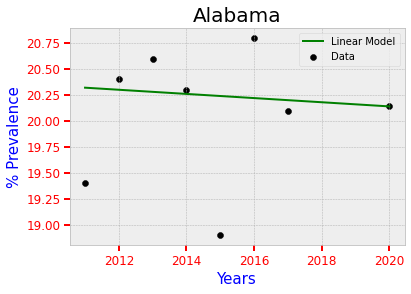 Alabama
Linear Model
Data
% Prevalence
20.75
20.50
20.25
20.00
19.75
19.50
19.25
19.00
2012 2014 2016 2018 2020
Years